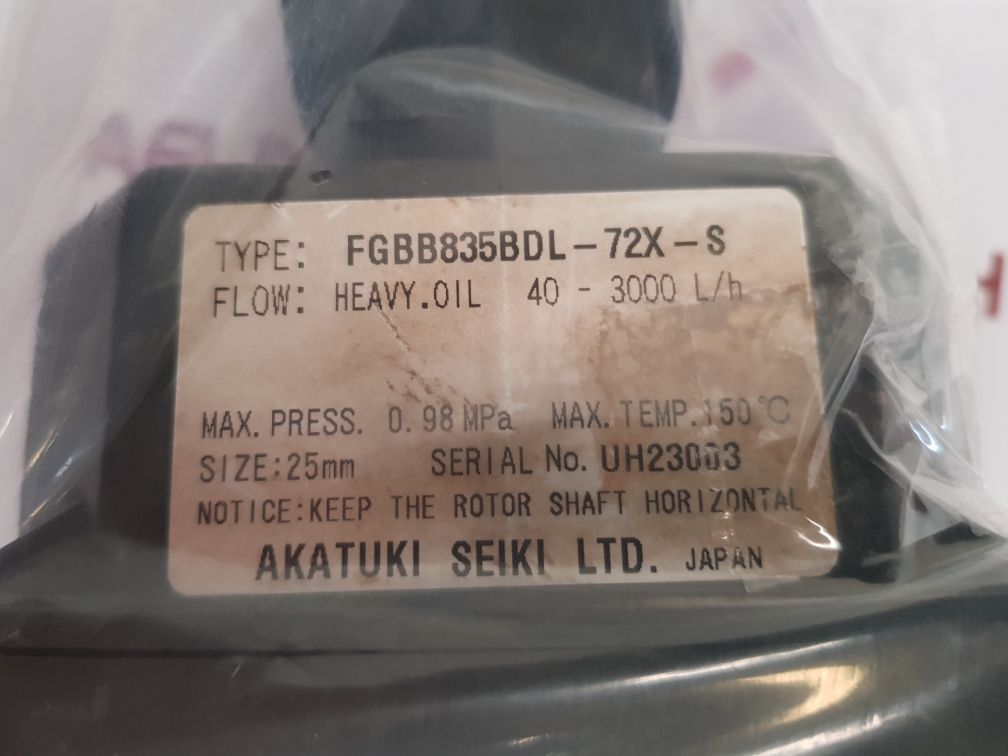 TYPE: FGBB835BDL-72X-S
FLOW: HEAVY.OIL 40 - 3000 L/h
MAX. PRESS. 0.98 MPa MAX. TEMP. 150℃
SIZE:25mm SERIAL No. UH23003
NOTICE:KEEP THE ROTOR SHAFT HORIZONTAL
AKATUKI SEIKI LTD. JAPAN